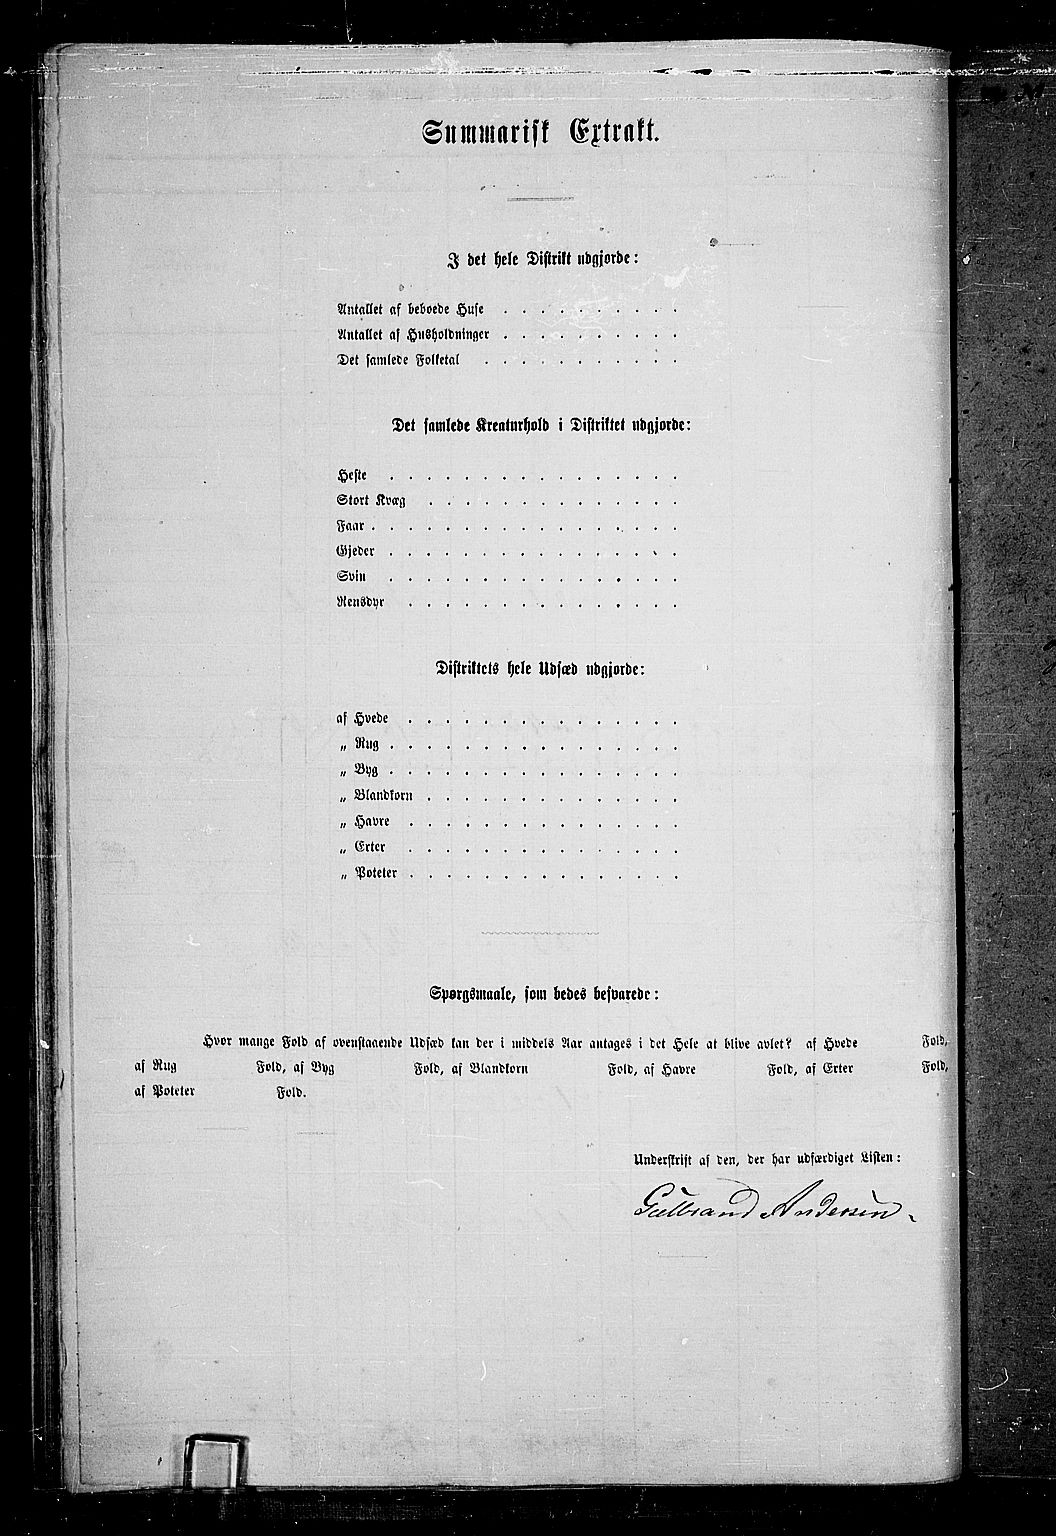 Summarisk Extrakt.
I det hele Distrikt udgjorde:
Antallet af beboede Huse . . . . . . . . . .
Antallet af Husholdninger . . . . . . . . . .
Det samlede Folketal . . . . . . . . . . .
Det samlede Kreaturhold i Distriktet udgjorde:
Heste . . . . . . . . . . . . . . . .
Stort Kvæg . . . . . . . . . . . . . .
Faar . . . . . . . . . . . . . . . . .
Gjeder . . . . . . . . . . . . . . . .
Svin . . . . . . . . . . . . . . . .
Rensdyr . . . . . . . . . . . . . . .
Distriktets hele Udsæd udgjorde:
af Hvede . . . . . . . . . . . . . . .
„ Rug . . . . . . . . . . . . . . . .
„ Byg . . . . . . . . . . . . . . . .
„ Blandkorn . . . . . . . . . . . . . .
„ Havre . . . . . . . . . . . . . . .
„ Erter . . . . . . . . . . . . . . .
„ Poteter . . . . . . . . . . . . . . .
Spørgsmaale, som bedes besvarede:
Hvor mange Fold af ovenstaaende Udsæd kan der i middels Aar antages i det Hele at blive avlet? af Hvede Fold,
af Rug Fold, af Byg Fold, af Blandkorn Fold, af Havre Fold, af Erter Fold,
af Poteter Fold.
Underskrift af den, der har udfærdiget Listen:
Gulbrand Andersen.